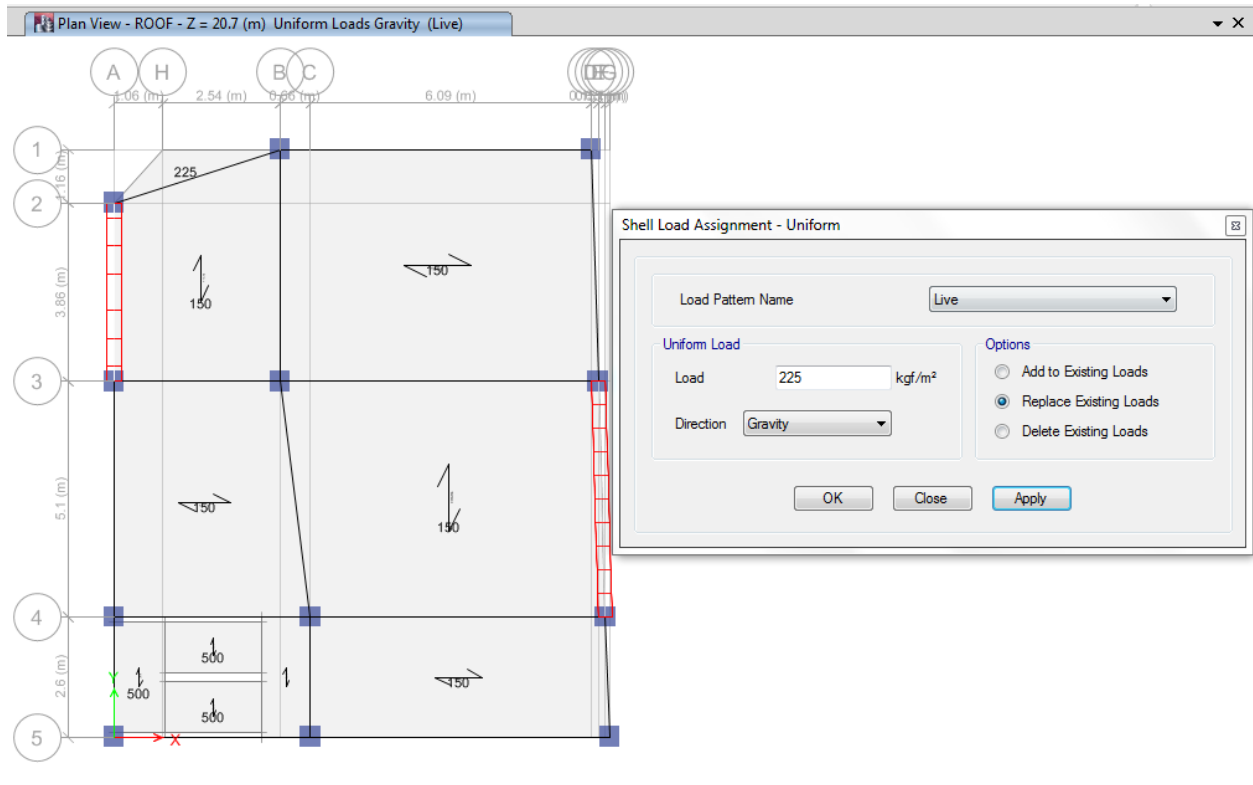 Plan View - ROOF - Z = 20.7 (m) Uniform Loads Gravity (Live)
A
H
B
C
G
1.06 (m)
2.54 (m)
0.66 (m)
6.09 (m)
1
225
1.16 (m)
2
3.86 (m)
150
150
3
5.1 (m)
150
150
4
2.6 (m)
500
500
500
150
Y
X
5
Shell Load Assignment - Uniform
Load Pattern Name
Live
Uniform Load
Load
225
kgf/m²
Direction
Gravity
Options
Add to Existing Loads
Replace Existing Loads
Delete Existing Loads
OK
Close
Apply